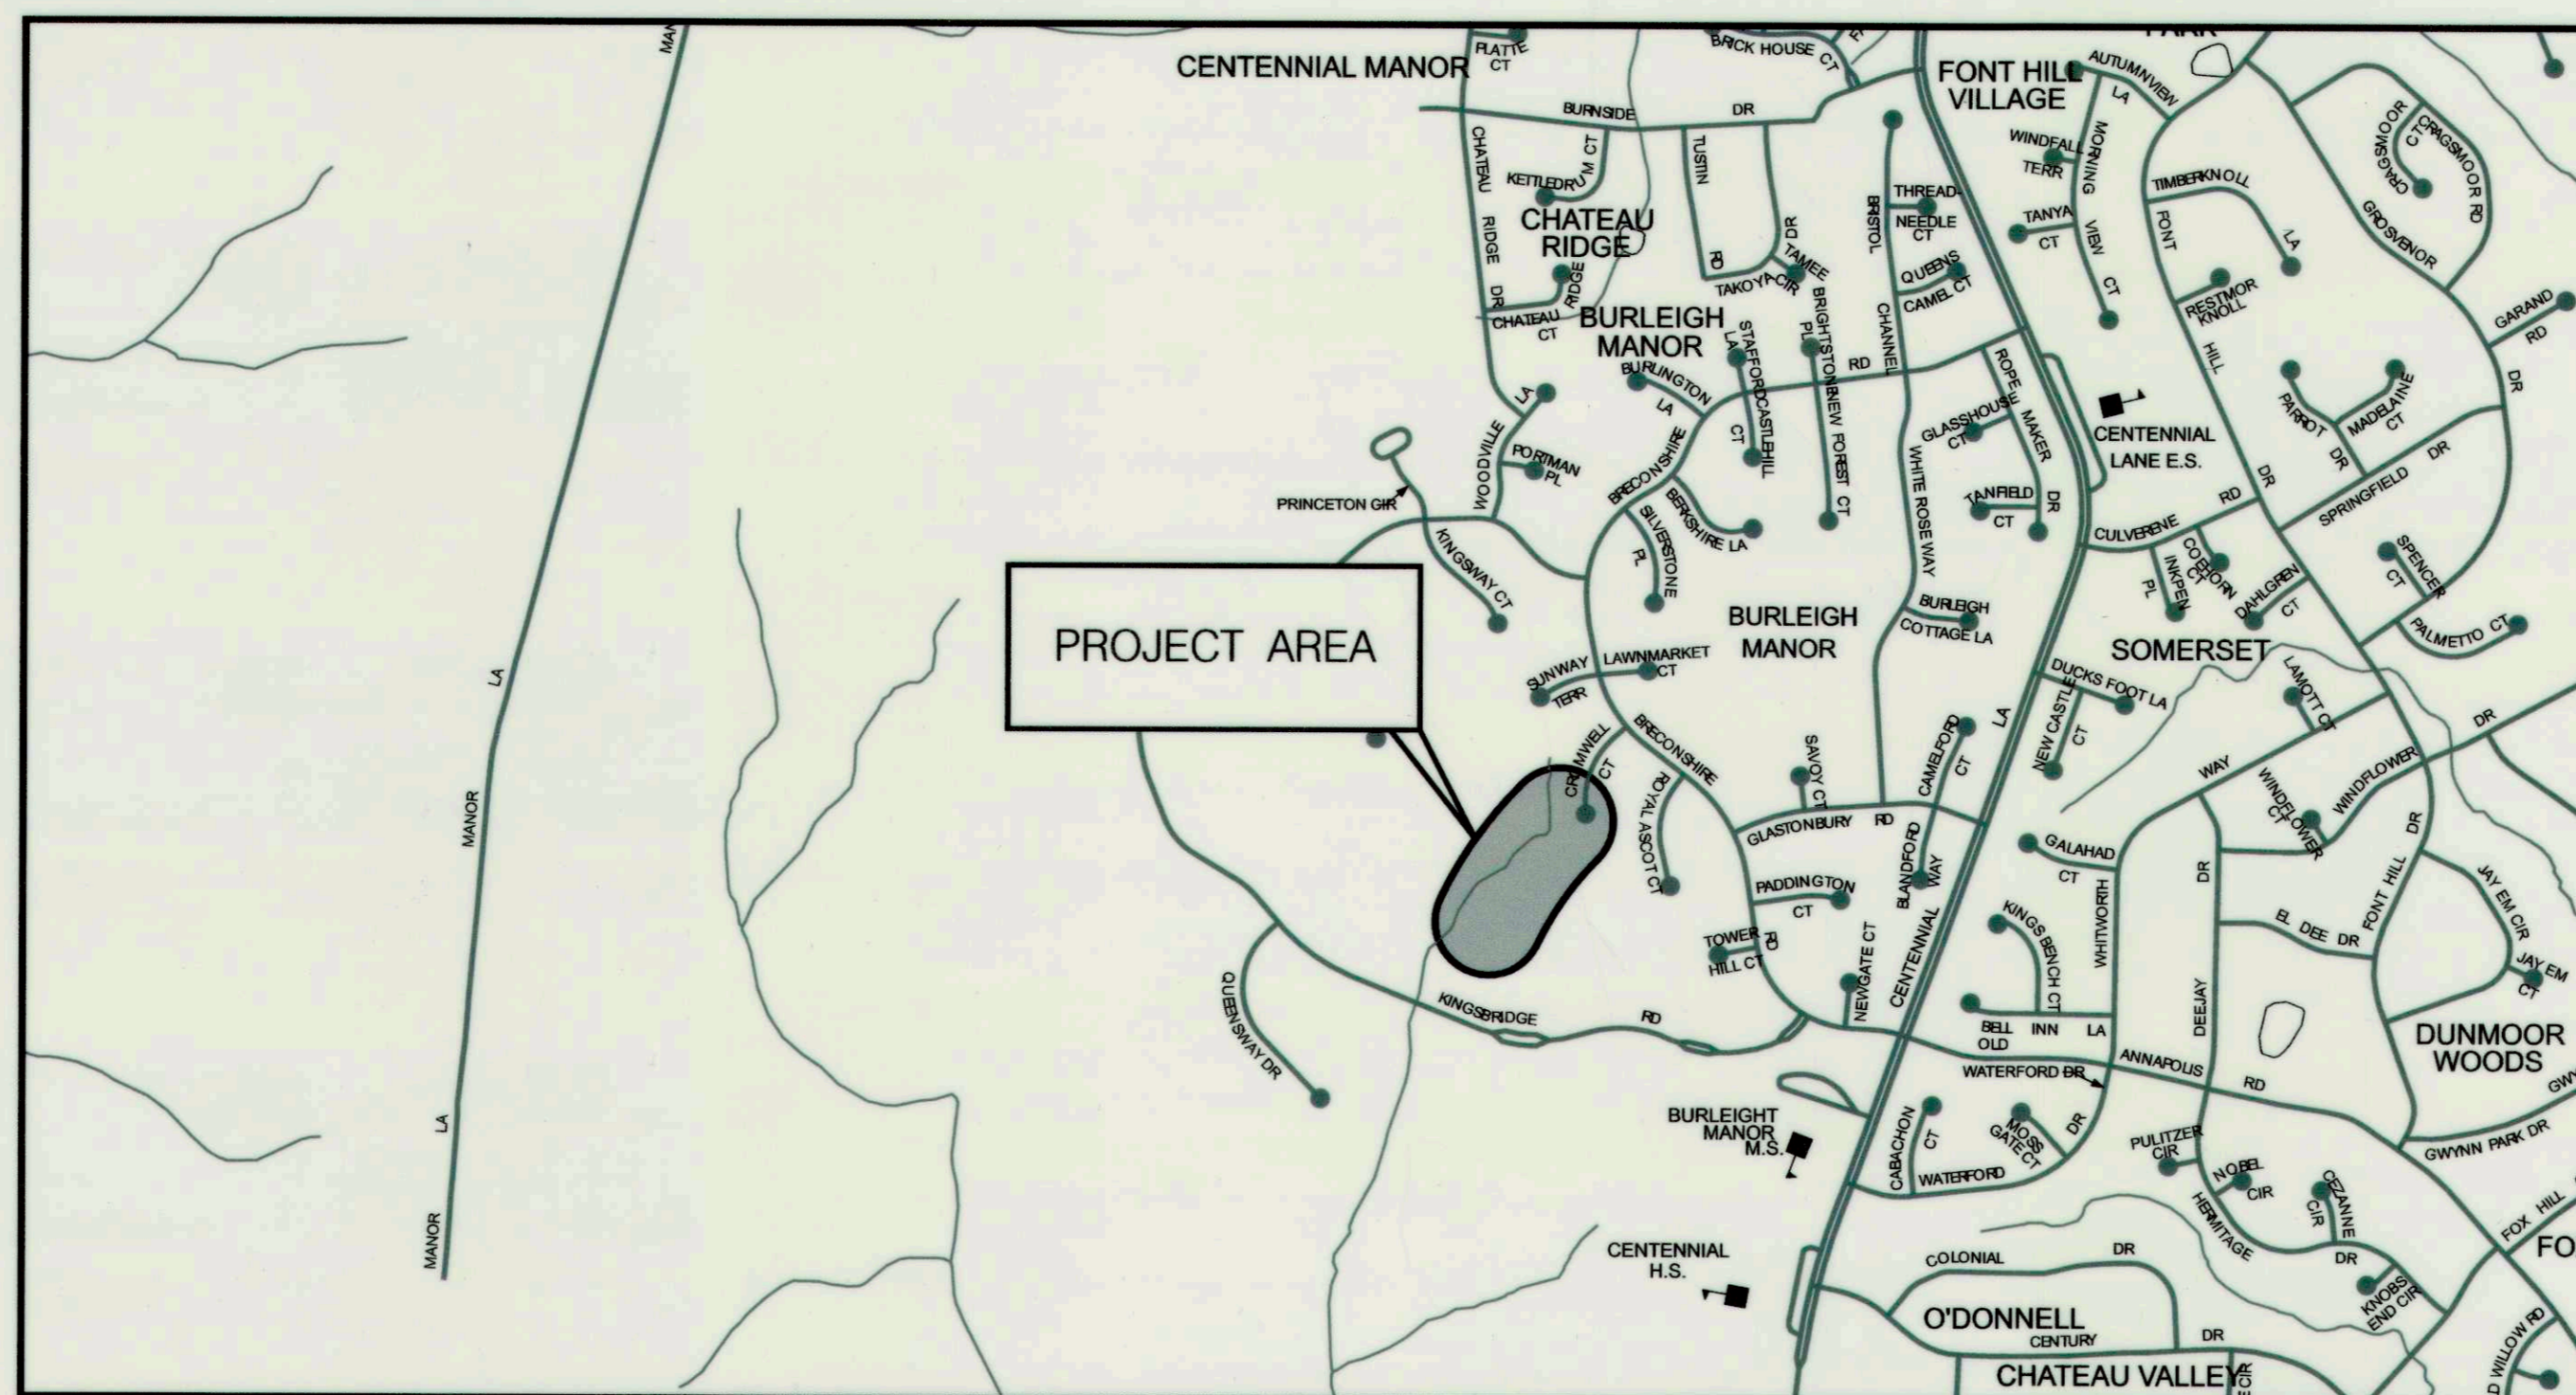 CENTENNIAL MANOR
PLATTE
CT
BRICK HOUSE CT
FONT HILL
VILLAGE
PARK
AUTUMNVIEW
LA
BURNSIDE DR
CHATEAU RIDGE DR
KETTLEDRUM CT
CHATEAU
RIDGE
TUSTIN RD
TAKOYA DR
TAMEE
CIR
CHATEAU RIDGE
CT
BRISTOL CHANNEL
THREAD-
NEEDLE
CT
QUEENS
CAMEL CT
WINDFALL
TERR
MORNING VIEW CT
TANYA
CT
TIMBERKNOLL LA
FONT HILL DR
RESTMOR
KNOLL
CRAGSMOOR
CT
CRAGSMOOR RD
GROSVENOR DR
GARAND
RD
BURLEIGH
MANOR
BURLINGTON
LA
STAFFORD
LA
CASTLEHILL
CT
BRIGHTSTONE
PL
NEW FOREST CT
RD
ROPE MAKER DR
GLASSHOUSE
CT
TANFIELD
CT
WHITE ROSE WAY
CENTENNIAL
LANE E.S.
PARROT DR
MADELAINE
CT
SPRINGFIELD DR
CULVERENE RD
INKPEN
PL
COEHORN
CT
DAHLGREN
CT
SPENCER
CT
PALMETTO CT
WOODVILLE LA
PORTMAN
PL
PRINCETON CIR
KINGSWAY CT
BRECONSHIRE
BERKSHIRE LA
SILVERSTONE
PL
PROJECT AREA
BURLEIGH
MANOR
BURLEIGH
COTTAGE LA
SOMERSET
DUCKS FOOT LA
NEW CASTLE
CT
LAMOTT CT
SUNWAY
TERR
LAWNMARKET
CT
CROMWELL
CT
BRECONSHIRE RD
ROYAL ASCOT CT
SAVOY CT
GLASTONBURY RD
CAMELFORD
CT
BLANDFORD
WAY
CENTENNIAL LA
PADDINGTON
CT
TOWER
HILL CT
NEWGATE CT
GALAHAD
CT
KINGS BENCH CT
WHITWORTH WAY
DEEJAY DR
WINDFLOWER
CT
WINDFLOWER DR
FONT HILL DR
EL DEE DR
JAY EM CIR
JAY EM
CT
BELL INN LA
OLD
ANNAPOLIS RD
DUNMOOR
WOODS
GWYNN PARK DR
GWY
MANOR LA
MANOR LA
MANOR
MAN
QUEENSWAY DR
KINGSBRIDGE RD
BURLEIGHT
MANOR
M.S.
WATERFORD DR
CABACHON
CT
MOSS
GATE CT
WATERFORD DR
PULITZER
CIR
NOBEL
CIR
CEZANNE
CIR
HERMITAGE DR
KNOBS
END CIR
FOX HILL
FO
CENTENNIAL
H.S.
COLONIAL DR
O'DONNELL
CENTURY DR
CHATEAU VALLEY
E CIR
D WILLOW RD